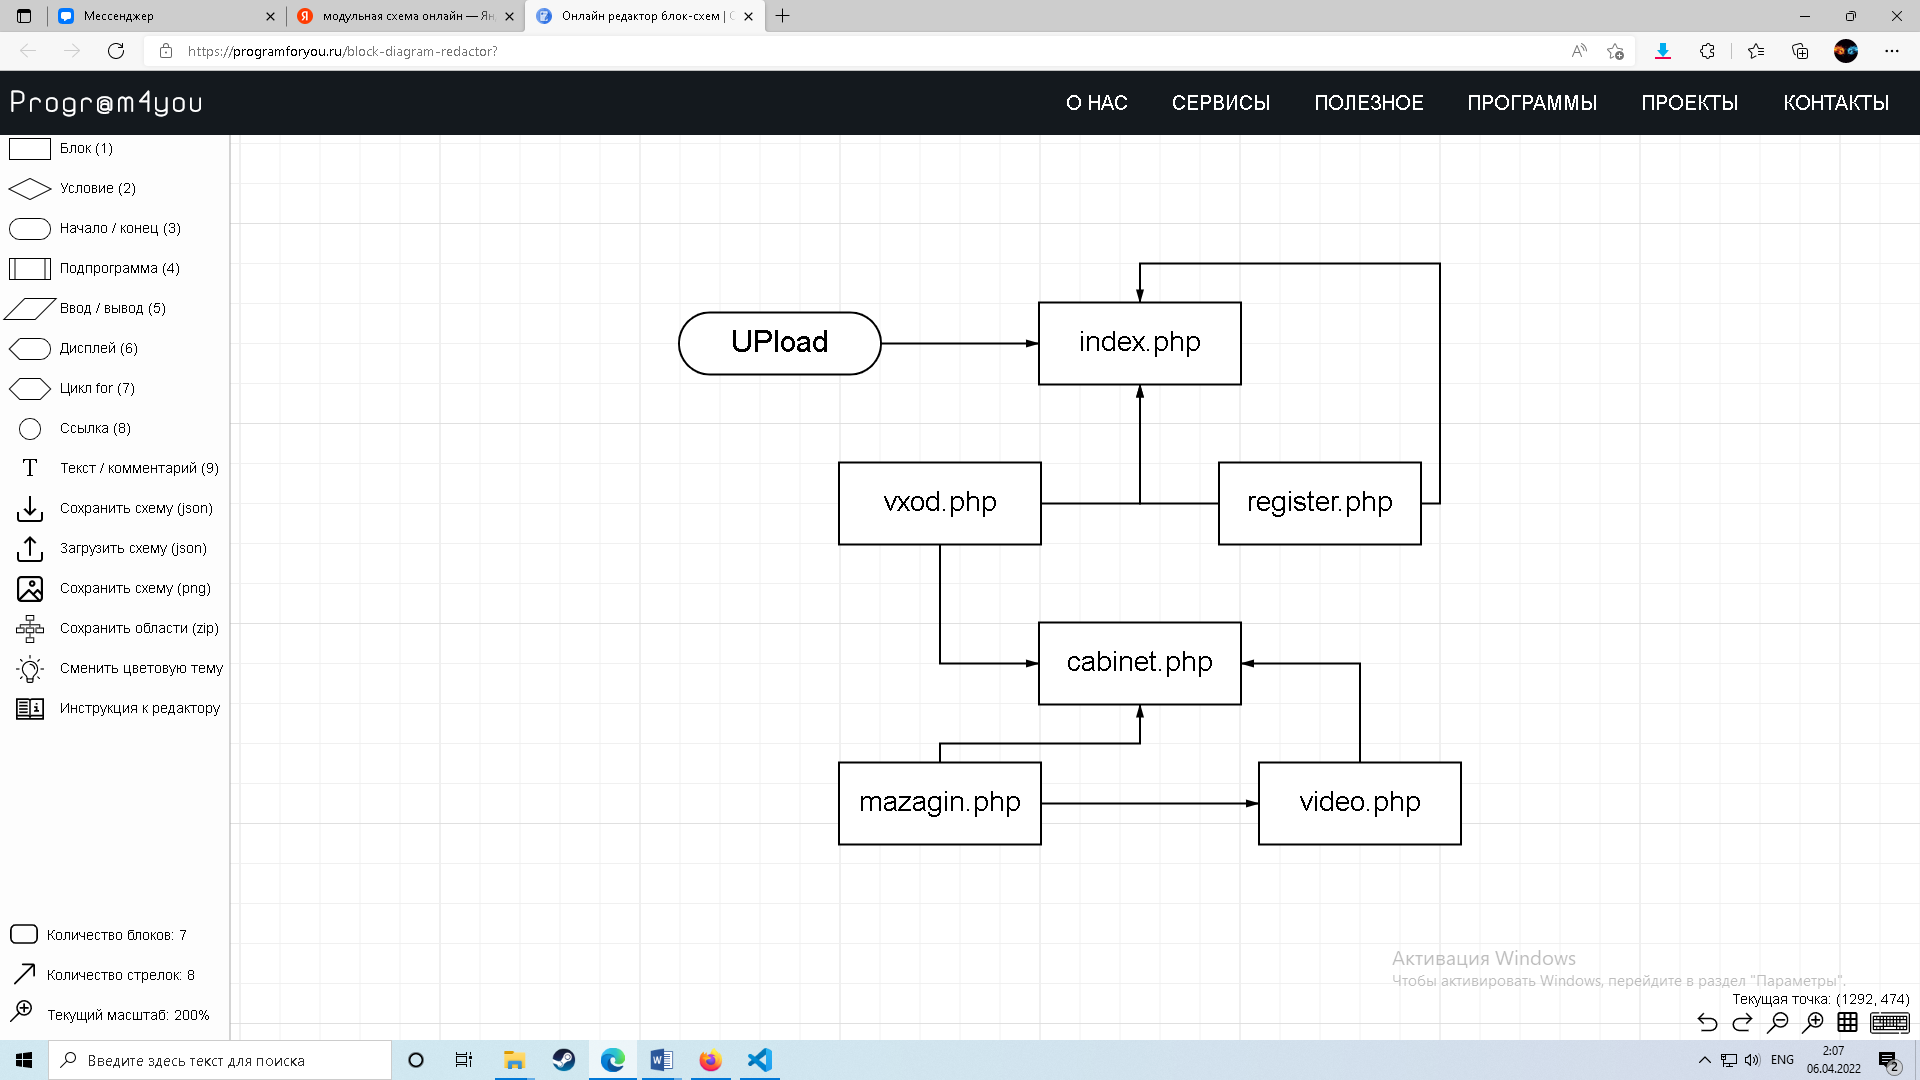 Мессенджер
модульная схема онлайн — Ян
Онлайн редактор блок-схем |
https://programforyou.ru/block-diagram-redactor?
Progr@m4you
О НАС
СЕРВИСЫ
ПОЛЕЗНОЕ
ПРОГРАММЫ
ПРОЕКТЫ
КОНТАКТЫ
Блок (1)
Условие (2)
Начало / конец (3)
Подпрограмма (4)
Ввод / вывод (5)
Дисплей (6)
Цикл for (7)
Ссылка (8)
Текст / комментарий (9)
Сохранить схему (json)
Загрузить схему (json)
Сохранить схему (png)
Сохранить области (zip)
Сменить цветовую тему
Инструкция к редактору
UPload
index.php
vxod.php
register.php
cabinet.php
mazagin.php
video.php
Количество блоков: 7
Количество стрелок: 8
Текущий масштаб: 200%
Активация Windows
Чтобы активировать Windows, перейдите в раздел "Параметры".
Текущая точка: (1292, 474)
Введите здесь текст для поиска
ENG
2:07
06.04.2022
2